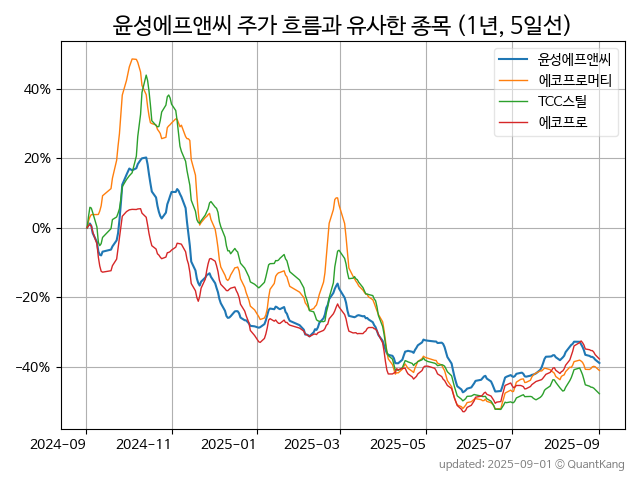 윤성에프앤씨 주가 흐름과 유사한 종목 (1년, 5일선)
윤성에프앤씨
에코프로머티
TCC스틸
에코프로
40%
20%
0%
−20%
−40%
2024-09 2024-11 2025-01 2025-03 2025-05 2025-07 2025-09
updated: 2025-09-01 © QuantKang